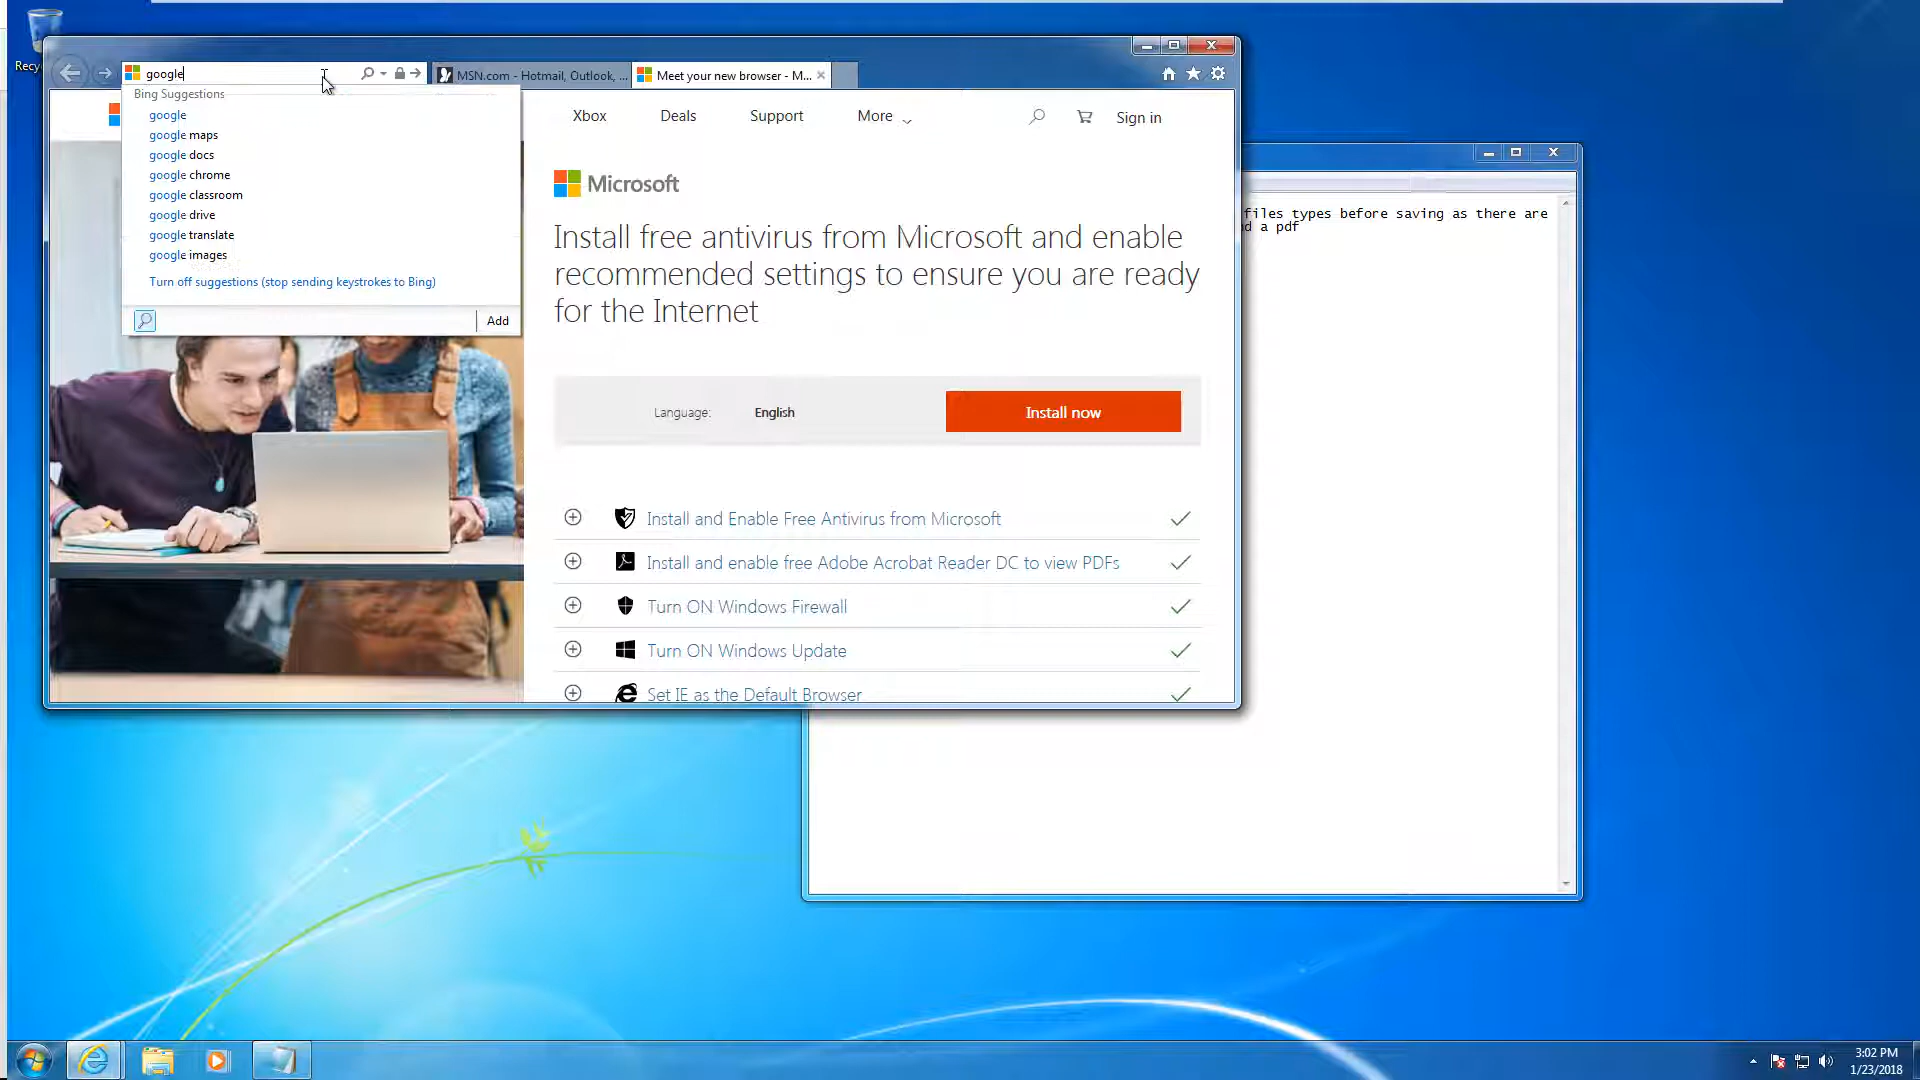 Recy
google
MSN.com - Hotmail, Outlook, ...
Meet your new browser - M...
Bing Suggestions
google
google maps
google docs
google chrome
google classroom
google drive
google translate
google images
Turn off suggestions (stop sending keystrokes to Bing)
Add
Xbox
Deals
Support
More
Sign in
Microsoft
Install free antivirus from Microsoft and enable
recommended settings to ensure you are ready
for the Internet
Language:
English
Install now
Install and Enable Free Antivirus from Microsoft
Install and enable free Adobe Acrobat Reader DC to view PDFs
Turn ON Windows Firewall
Turn ON Windows Update
Set IE as the Default Browser
files types before saving as there are
d a pdf
3:02 PM
1/23/2018